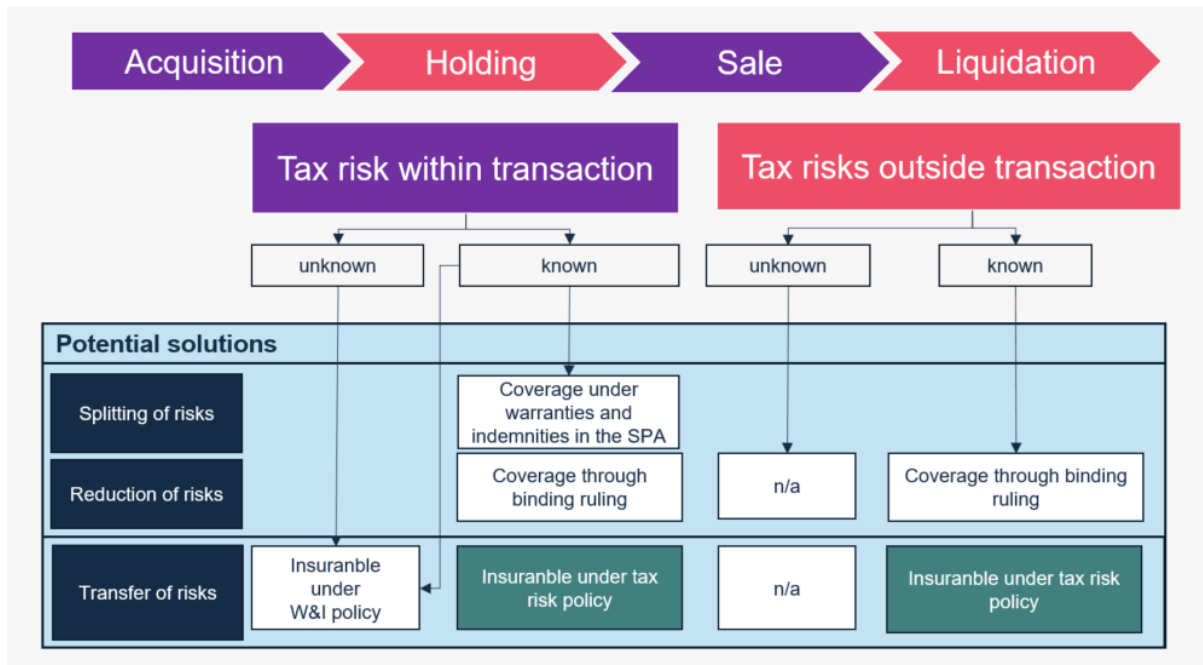 Acquisition
Holding
Sale
Liquidation
Tax risk within transaction
Tax risks outside transaction
unknown
known
unknown
known
Potential solutions
Splitting of risks
Coverage under
warranties and
indemnities in the SPA
Reduction of risks
Coverage through
binding ruling
n/a
Coverage through binding
ruling
Transfer of risks
Insuranble
under
W&I policy
Insuranble under tax
risk policy
n/a
Insuranble under tax risk
policy